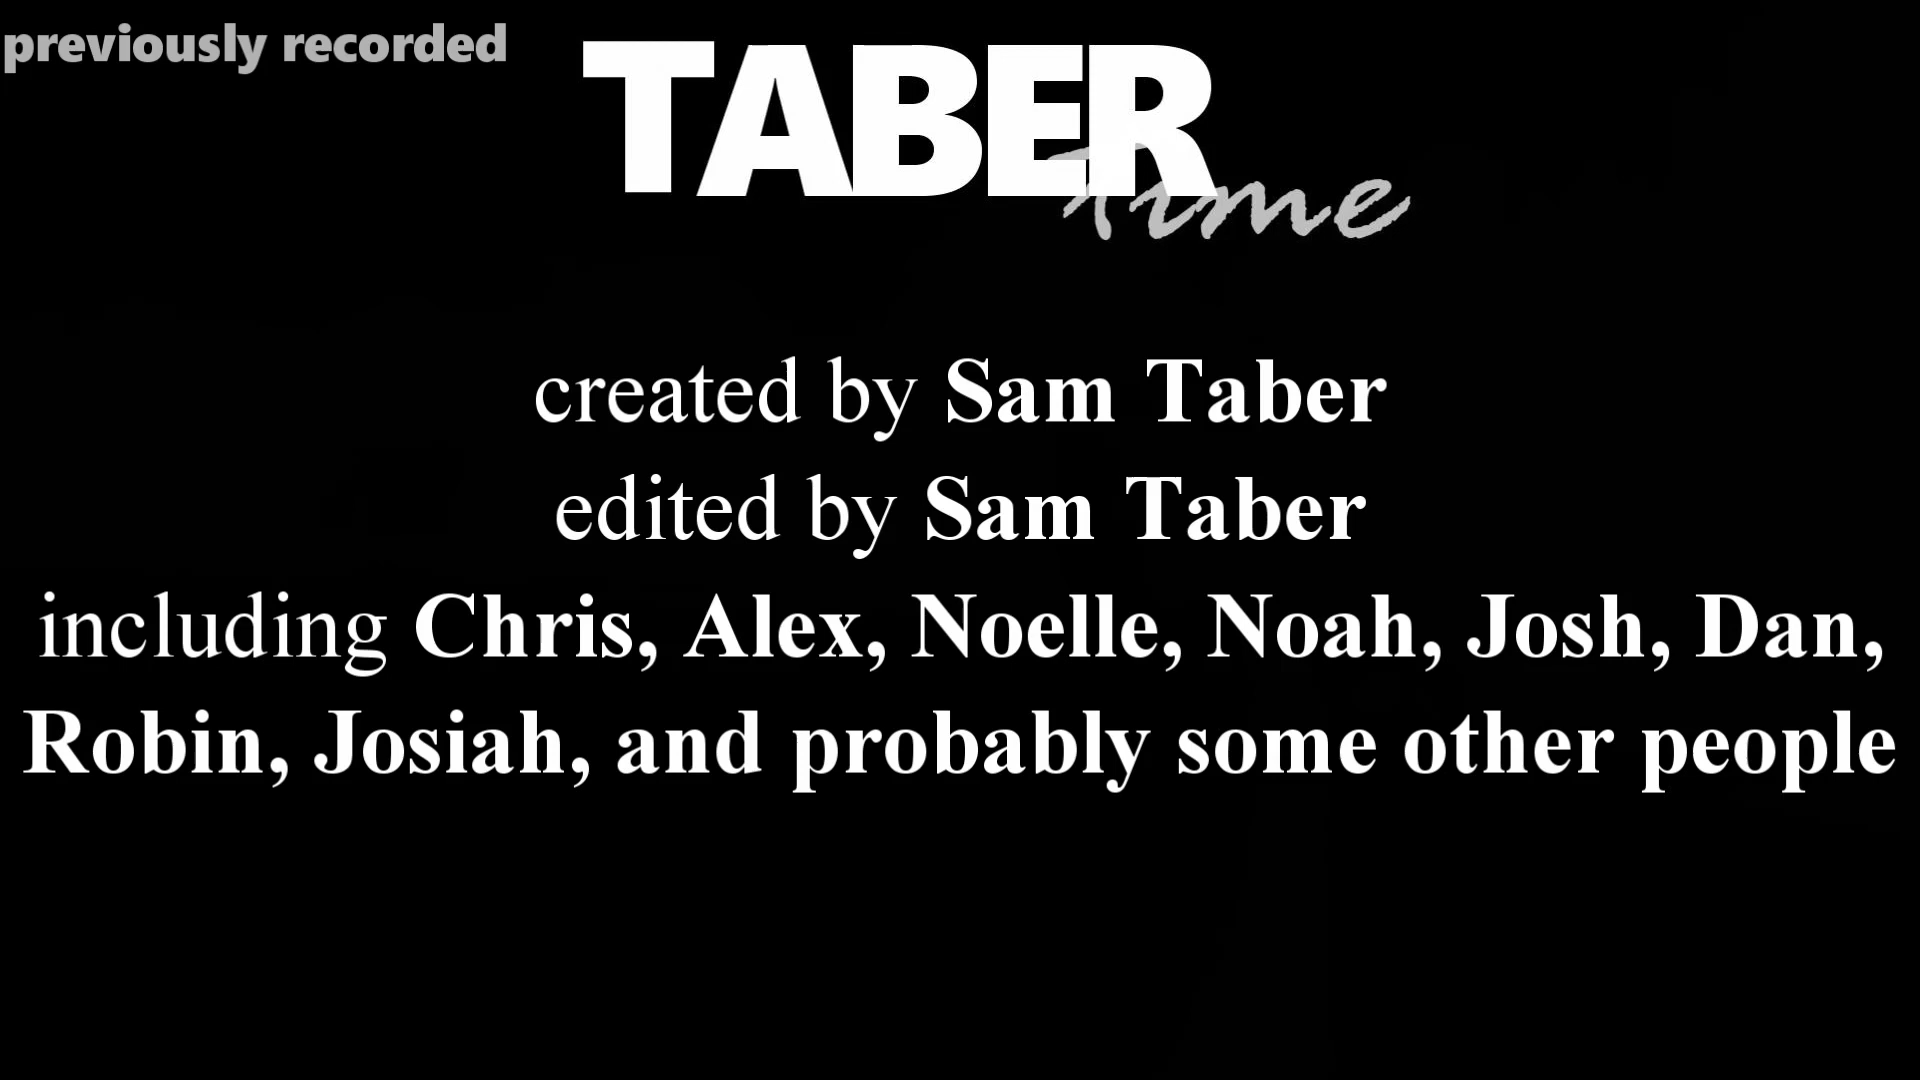 previously recorded
TABER
Time
created by Sam Taber
edited by Sam Taber
including Chris, Alex, Noelle, Noah, Josh, Dan,
Robin, Josiah, and probably some other people